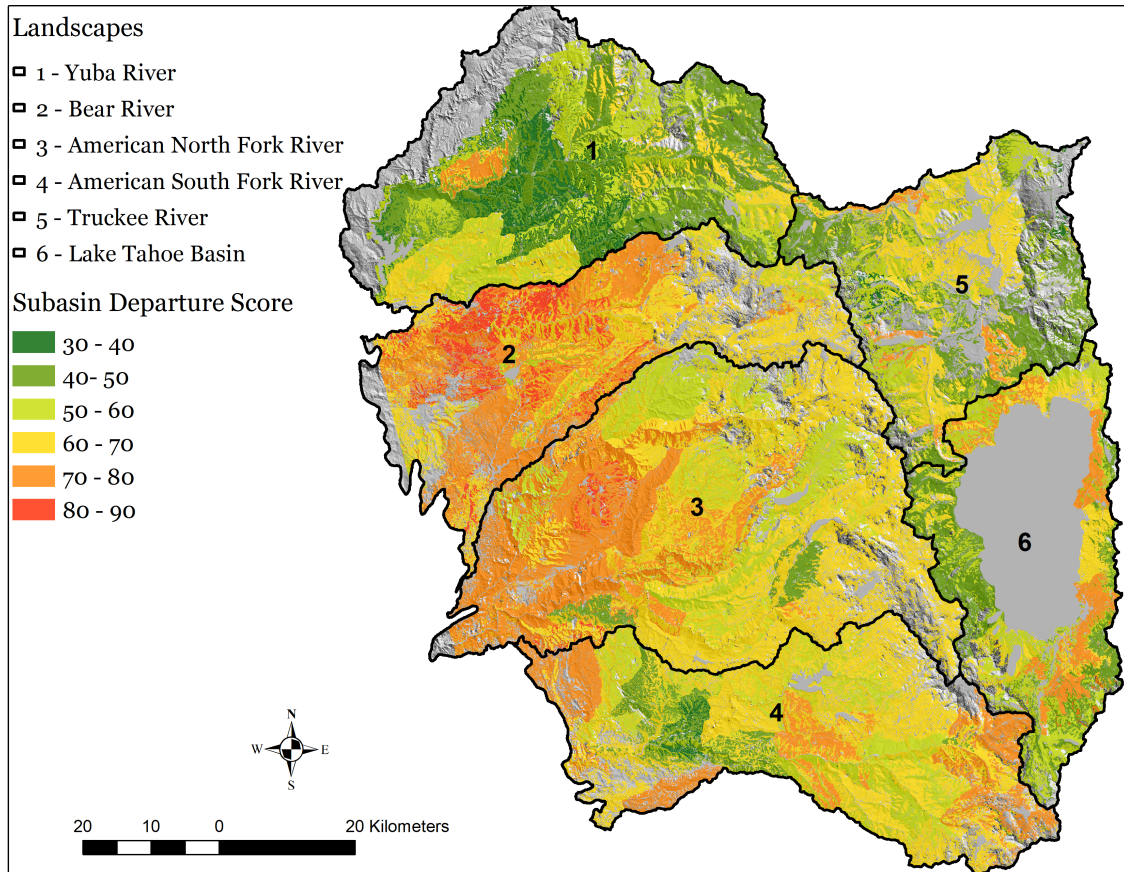 Landscapes
1 - Yuba River
2 - Bear River
3 - American North Fork River
4 - American South Fork River
5 - Truckee River
6 - Lake Tahoe Basin
Subasin Departure Score
30 - 40
40- 50
50 - 60
60 - 70
70 - 80
80 - 90
1
2
3
4
5
6
N
W E
S
20 10 0 20 Kilometers